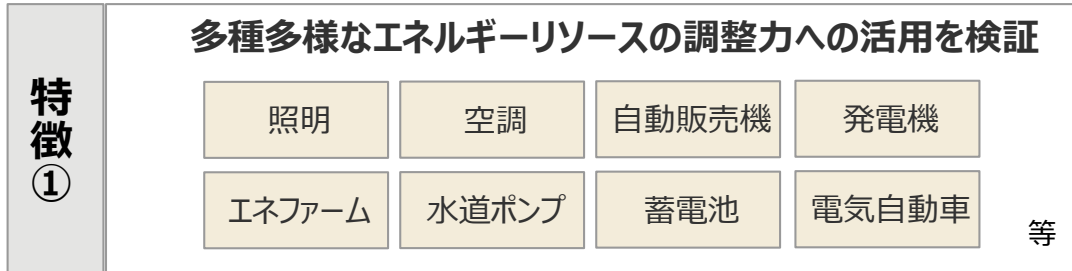 特徴①
多種多様なエネルギーリソースの調整力への活用を検証
照明 空調 自動販売機 発電機
エネファーム 水道ポンプ 蓄電池 電気自動車 等